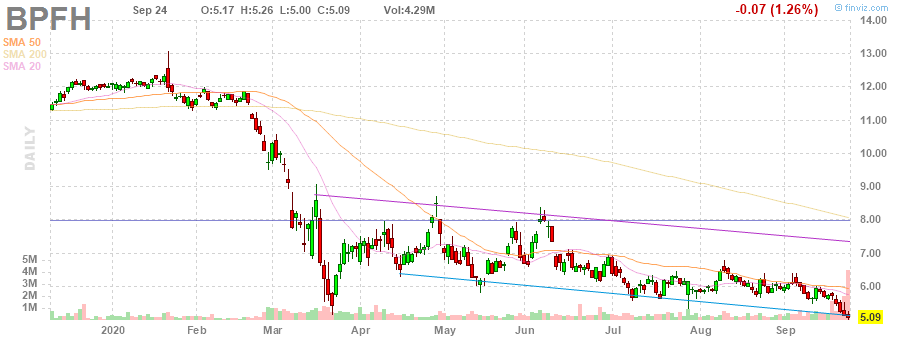 BPFH Sep 24 O:5.17 H:5.26 L:5.00 C:5.09 Vol:4.29M -0.07 (1.26%) finviz.com
SMA 50
SMA 200
SMA 20
DAILY
14.00
13.00
12.00
11.00
10.00
9.00
8.00
7.00
6.00
5.09
5M
4M
3M
2M
1M
2020 Feb Mar Apr May Jun Jul Aug Sep